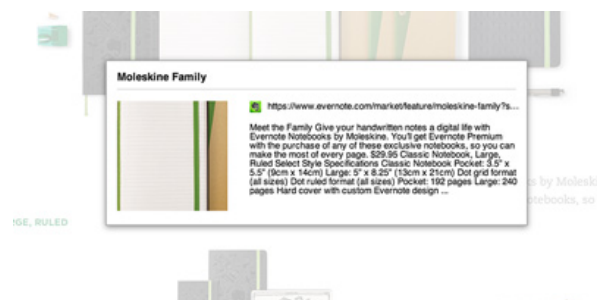 Moleskine Family
https://www.evernote.com/market/feature/moleskine-family?s...
Meet the Family Give your handwritten notes a digital life with
Evernote Notebooks by Moleskine. You'll get Evernote Premium
with the purchase of any of these exclusive notebooks, so you can
make the most of every page. $29.95 Classic Notebook, Large,
Ruled Select Style Specifications Classic Notebook Pocket: 3.5" x
5.5" (9cm x 14cm) Large: 5" x 8.25" (13cm x 21cm) Dot grid format
(all sizes) Dot ruled format (all sizes) Pocket: 192 pages Large: 240
pages Hard cover with custom Evernote design ...
s by Moleski
otebooks, so
RGE, RULED